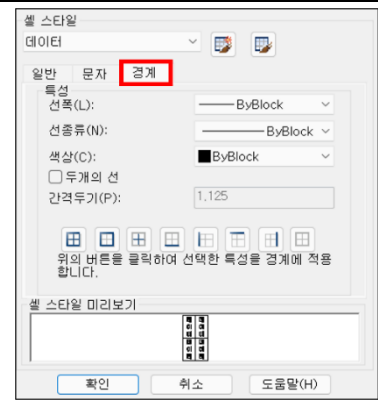 셀 스타일
데이터
일반 문자 경계
특성
선폭(L): ByBlock
선종류(N): ByBlock
색상(C): ByBlock
두개의 선
간격두기(P): 1,125
위의 버튼을 클릭하여 선택한 특성을 경계에 적용
합니다.
셀 스타일 미리보기
확인 취소 도움말(H)